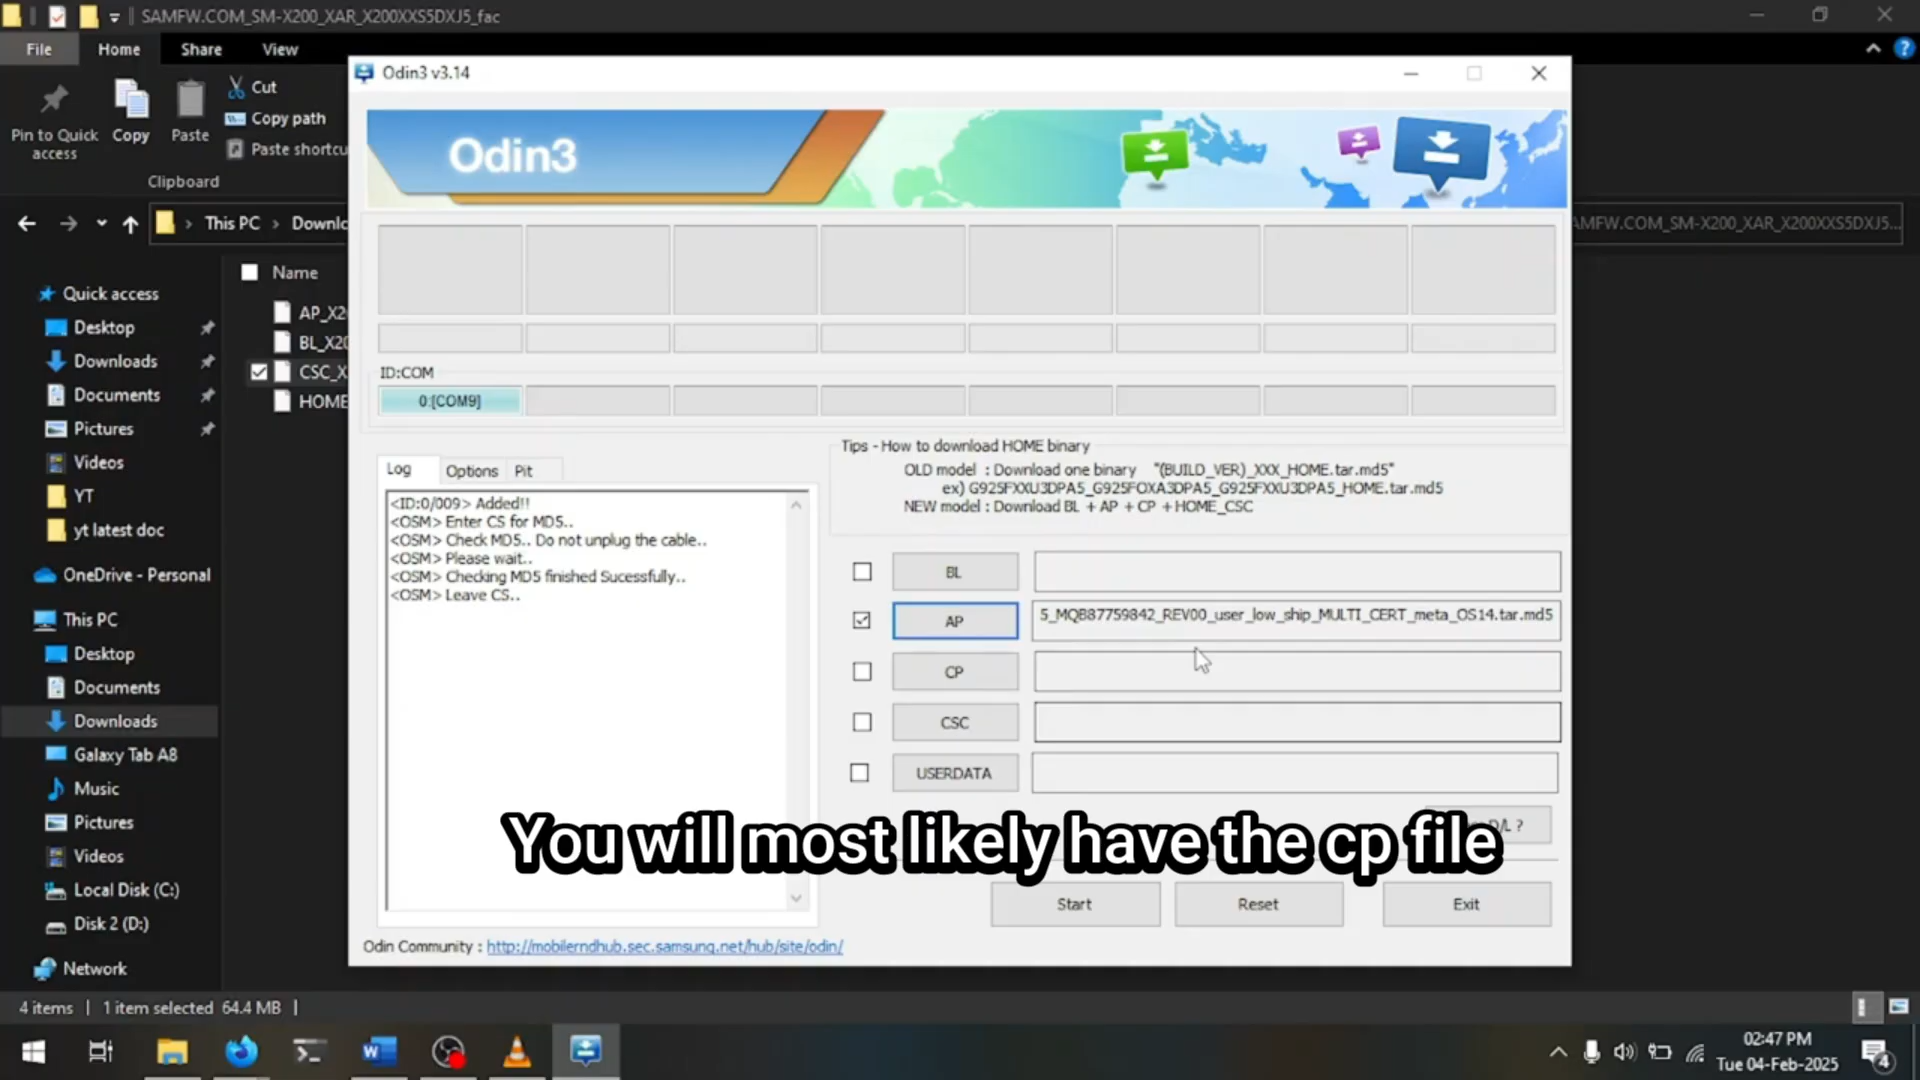 SAMFW.COM_SM-X200_XAR_X200XXS5DXJ5_fac
File Home Share View
Pin to Quick access
Copy
Paste
Cut
Copy path
Paste shortcu
Clipboard
This PC > Downlo
AMFW.COM_SM-X200_XAR_X200XXS5DXJ5...
Quick access
Desktop
Downloads
Documents
Pictures
Videos
YT
yt latest doc
OneDrive - Personal
This PC
Desktop
Documents
Downloads
Galaxy Tab A8
Music
Pictures
Videos
Local Disk (C:)
Disk 2 (D:)
Network
Name
AP_X20
BL_X20
CSC_X
HOME
4 items | 1 item selected 64.4 MB |
Odin3 v3.14
Odin3
ID:COM
0:[COM9]
Log Options Pit
<ID:0/009> Added!!
<OSM> Enter CS for MD5..
<OSM> Check MD5.. Do not unplug the cable..
<OSM> Please wait..
<OSM> Checking MD5 finished Sucessfully..
<OSM> Leave CS..
Tips - How to download HOME binary
OLD model : Download one binary "(BUILD_VER)_XXX_HOME.tar.md5"
ex) G925FXXU3DPA5_G925FOXA3DPA5_G925FXXU3DPA5_HOME.tar.md5
NEW model : Download BL + AP + CP + HOME_CSC
BL
AP 5_MQB87759842_REV00_user_low_ship_MULTI_CERT_meta_OS14.tar.md5
CP
CSC
USERDATA
D/L ?
You will most likely have the cp file
Start Reset Exit
Odin Community : http://mobilerndhub.sec.samsung.net/hub/site/odin/
02:47 PM
Tue 04-Feb-2025
4